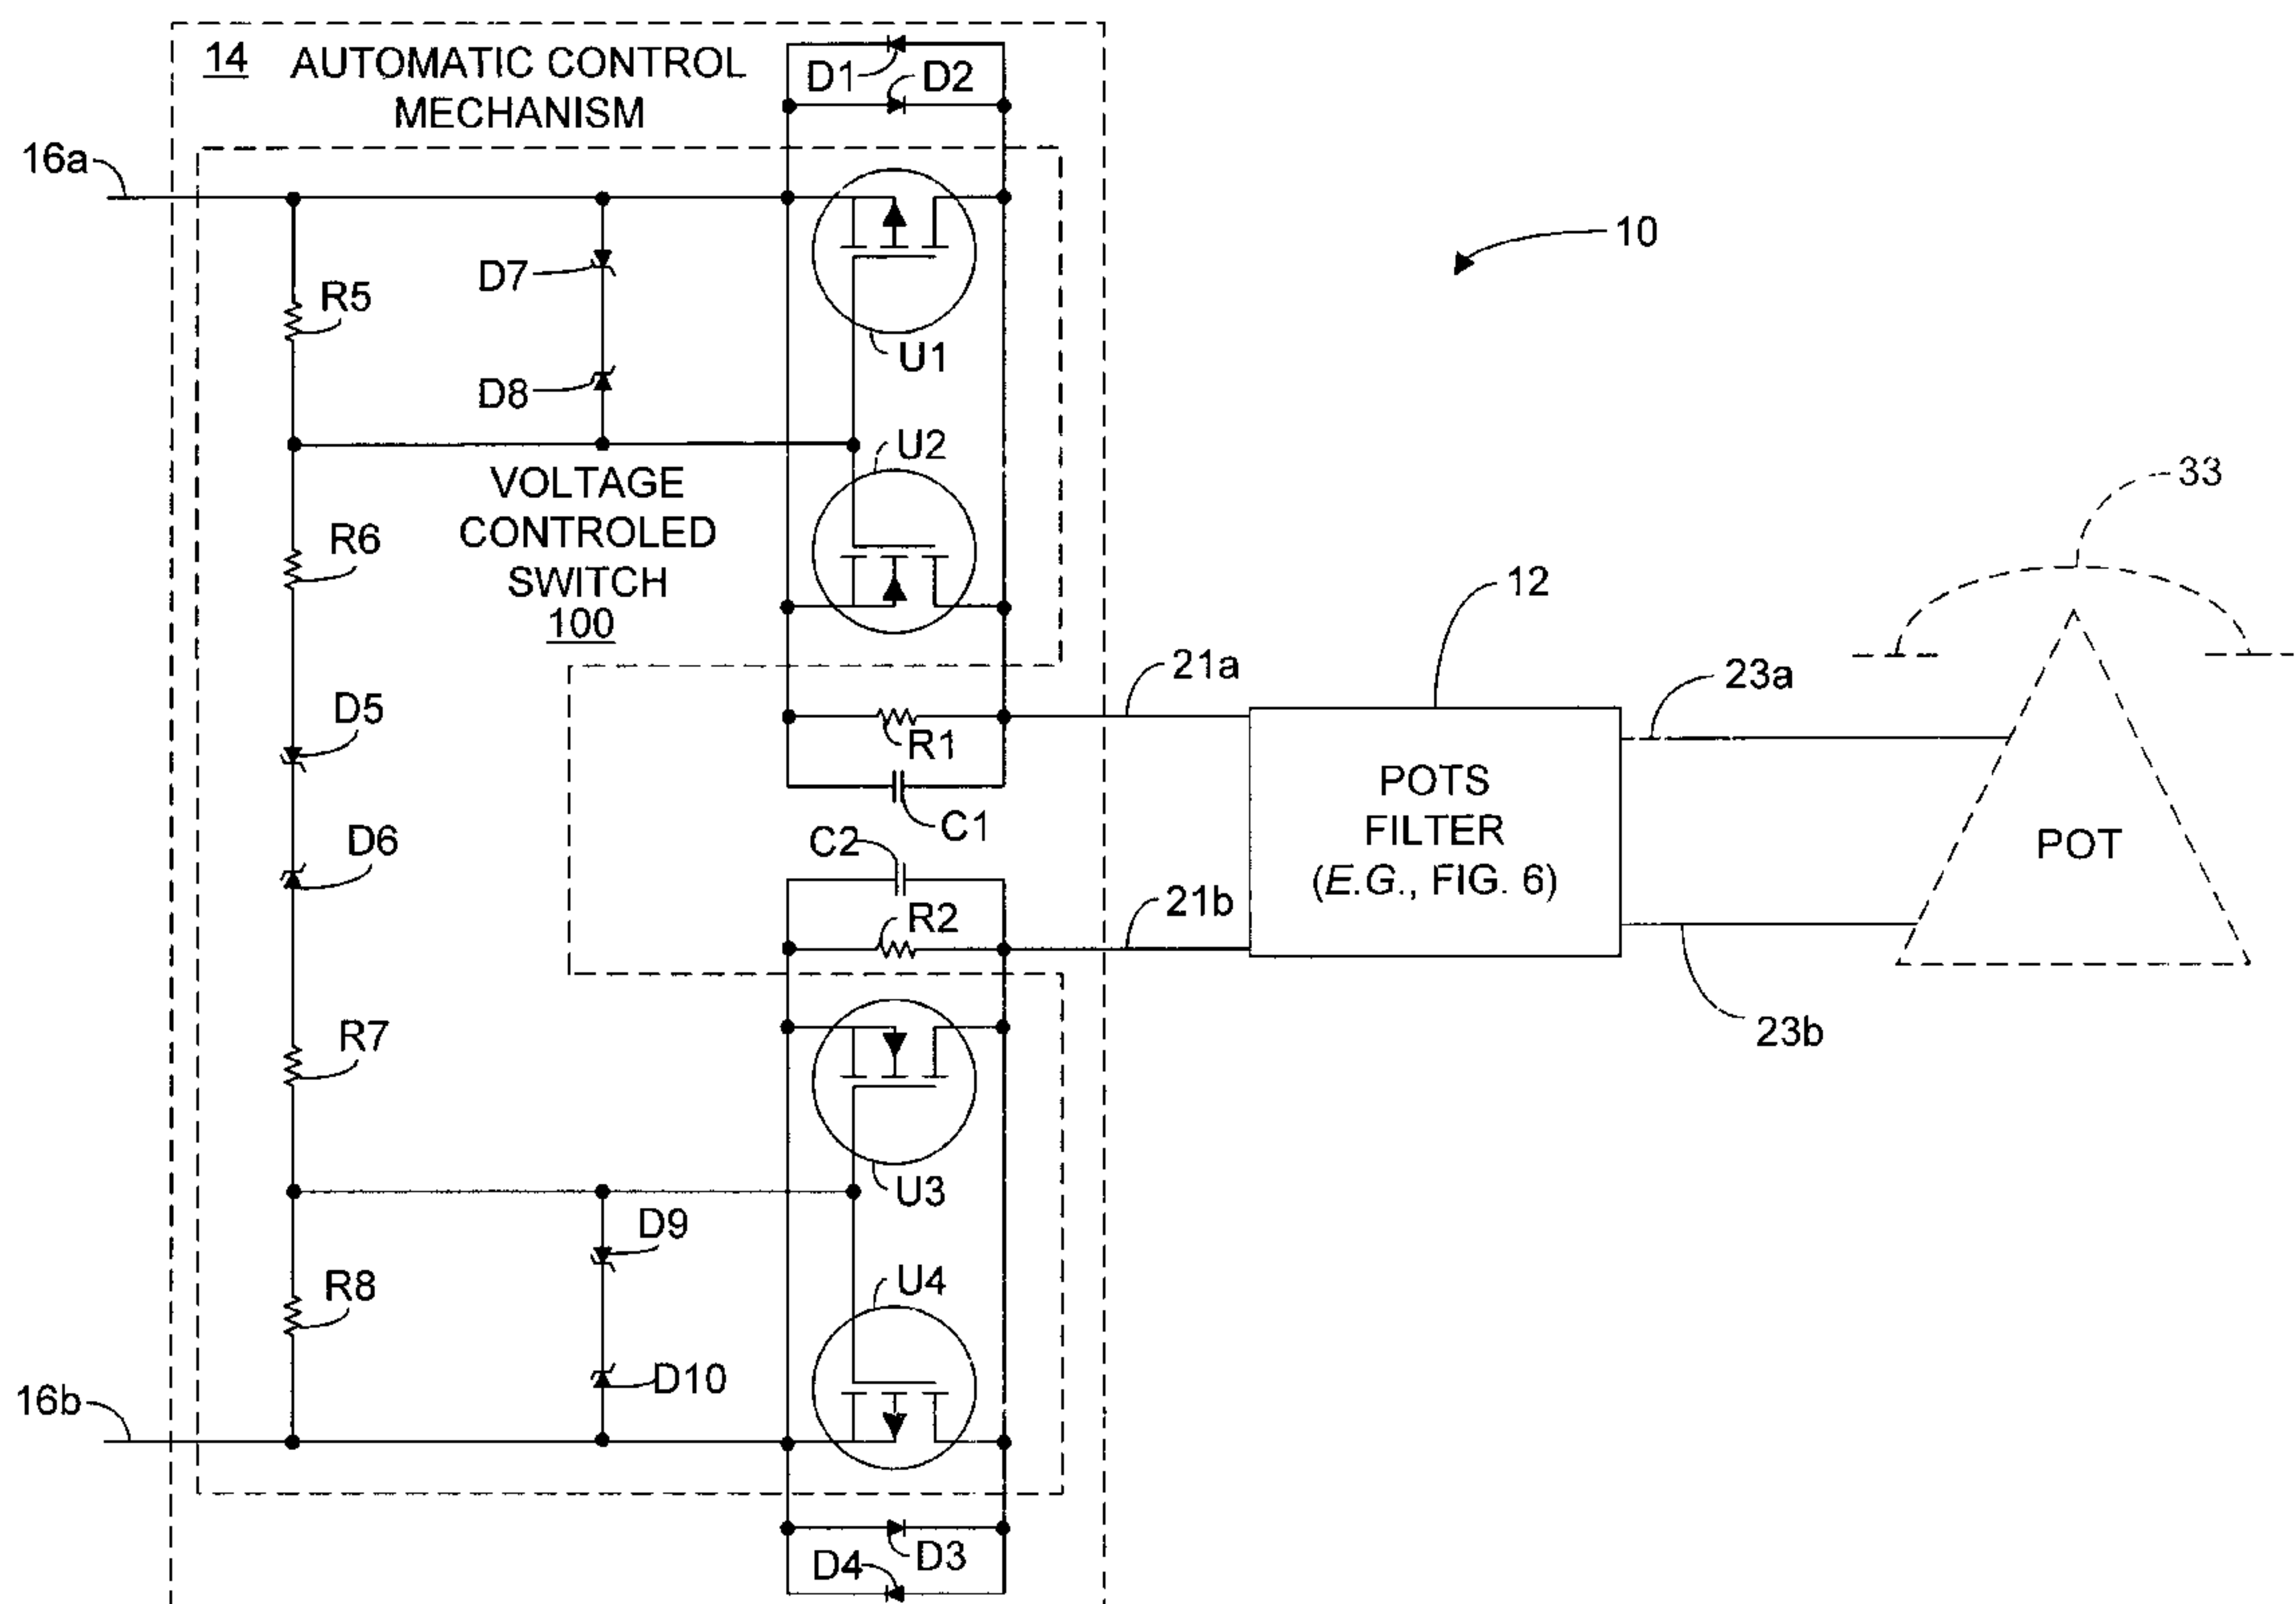 14 AUTOMATIC CONTROL
MECHANISM
D1
D2
16a
D7
R5
U1
10
D8
U2
VOLTAGE
CONTROLED
SWITCH
100
R6
33
12
21a
23a
D5
R1
POTS
FILTER
(E.G., FIG. 6)
C1
C2
D6
POT
21b
R2
R7
23b
U3
D9
R8
U4
D10
16b
D3
D4